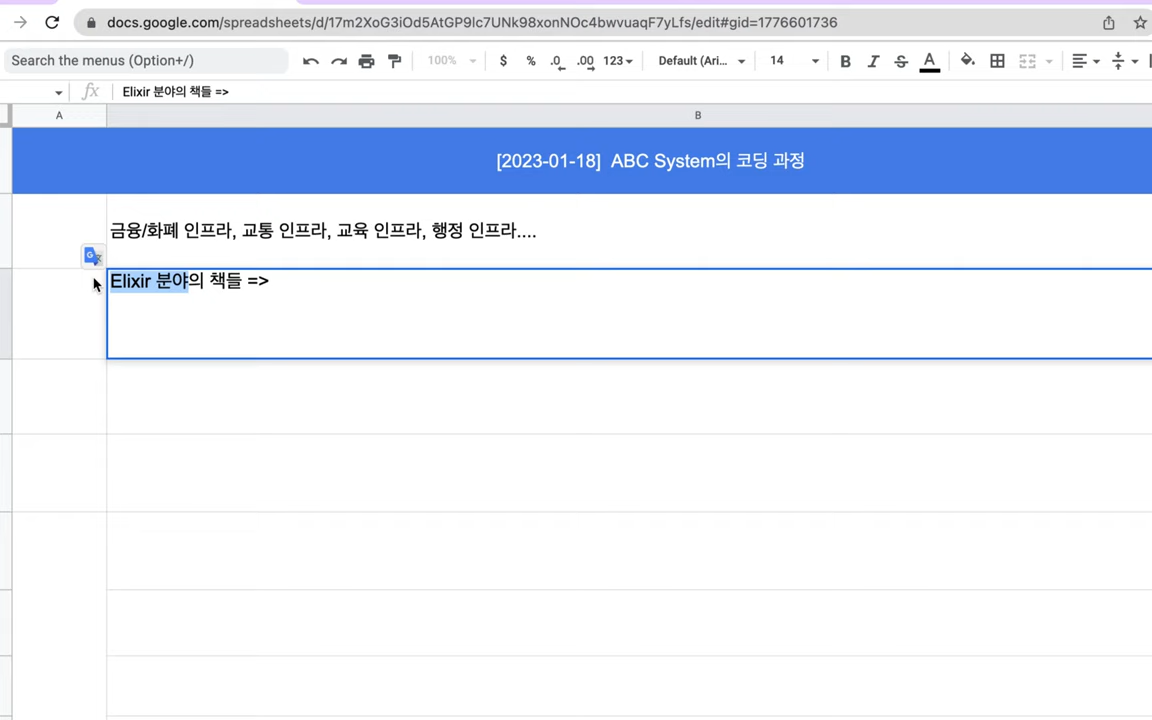 docs.google.com/spreadsheets/d/17m2XoG3iOd5AtGP9lc7UNk98xonNOc4bwvuaqF7yLfs/edit#gid=1776601736
Search the menus (Option+/) 100% $ % .0 .00 123 Default (Ari... 14 B I S A
fx Elixir 분야의 책들 =>
A B
[2023-01-18] ABC System의 코딩 과정
금융/화폐 인프라, 교통 인프라, 교육 인프라, 행정 인프라....
Elixir 분야의 책들 =>